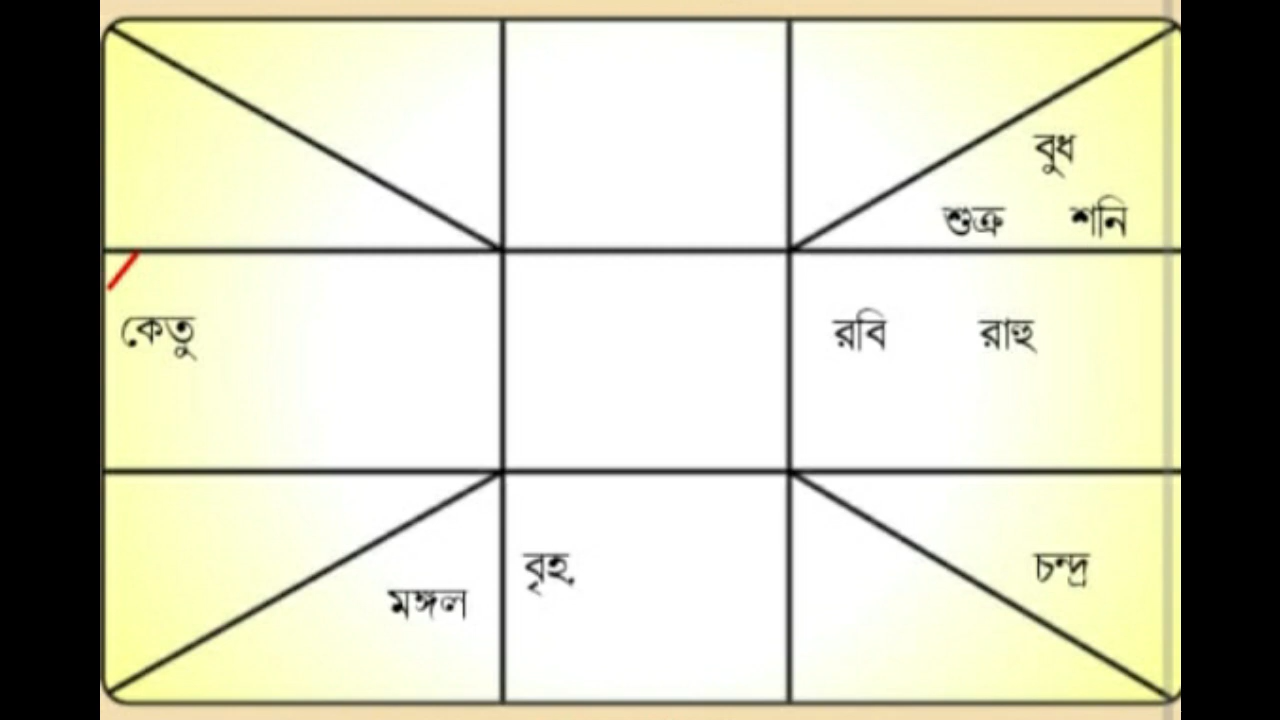 বুধ
শুক্র শনি
কেতু রবি রাহু
বৃহ. চন্দ্র
মঙ্গল